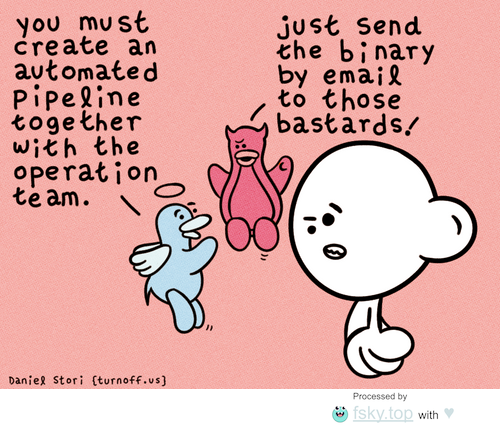 you must
create an
automated
pipeline
together
with the
operation
team.
just send
the binary
by email
to those
bastards!
Daniel Stori {turnoff.us}
Processed by
fsky.top with ♥